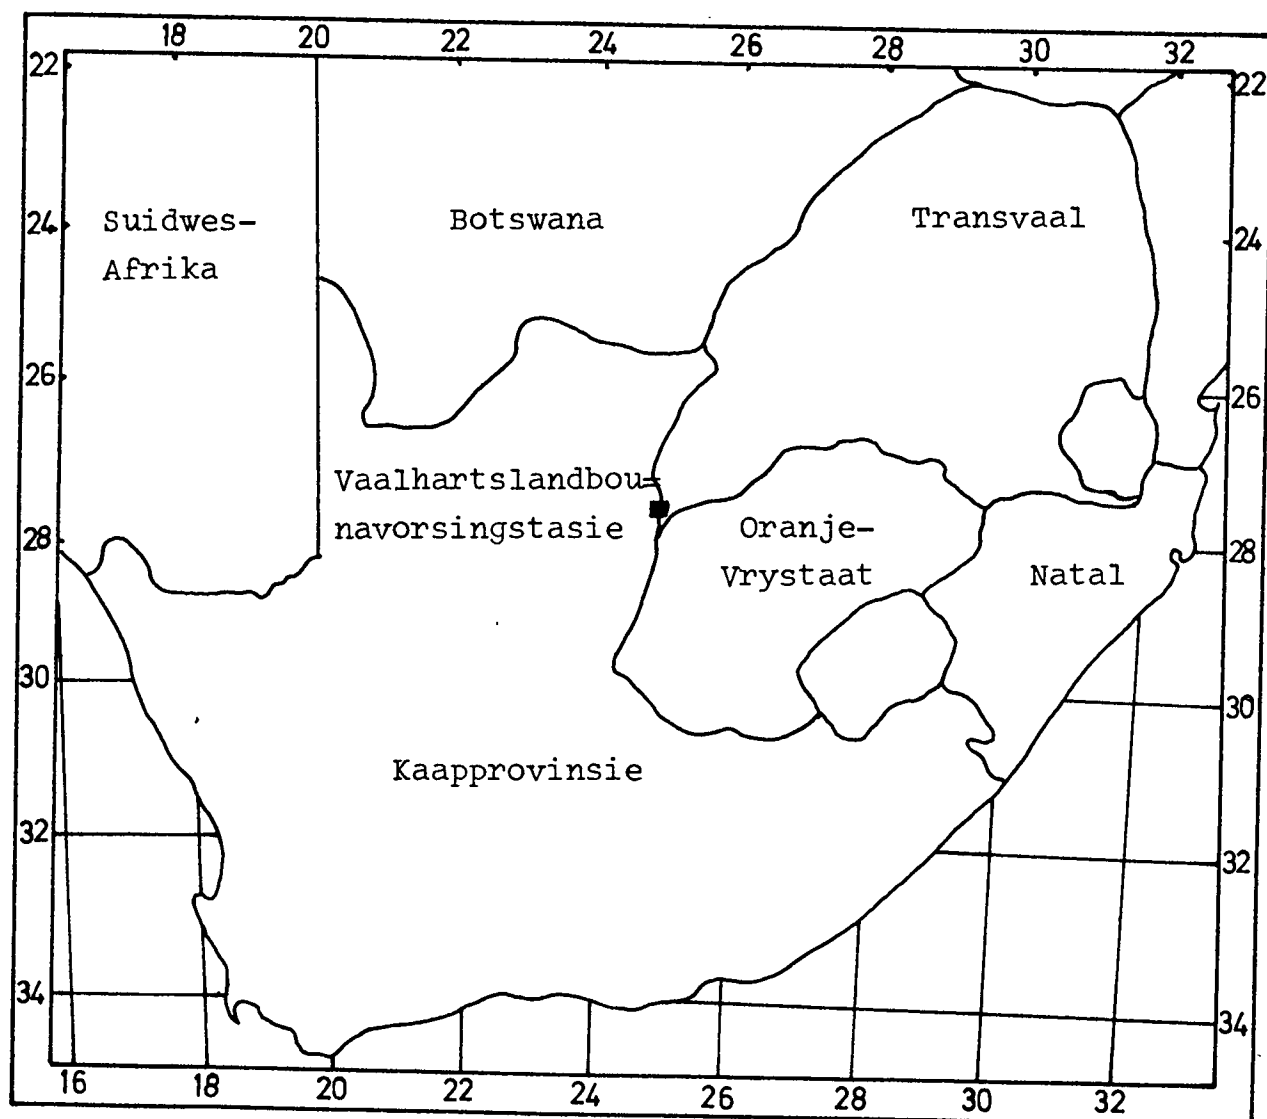 18 20 22 24 26 28 30 32
22 22
Suidwes-
Afrika
Botswana
Transvaal
24 24
26 26
Vaalhartslandbou=
navorsingstasie
Oranje-
Vrystaat
Natal
28 28
30 30
Kaapprovinsie
32 32
34 34
16 18 20 22 24 26 28 30 32